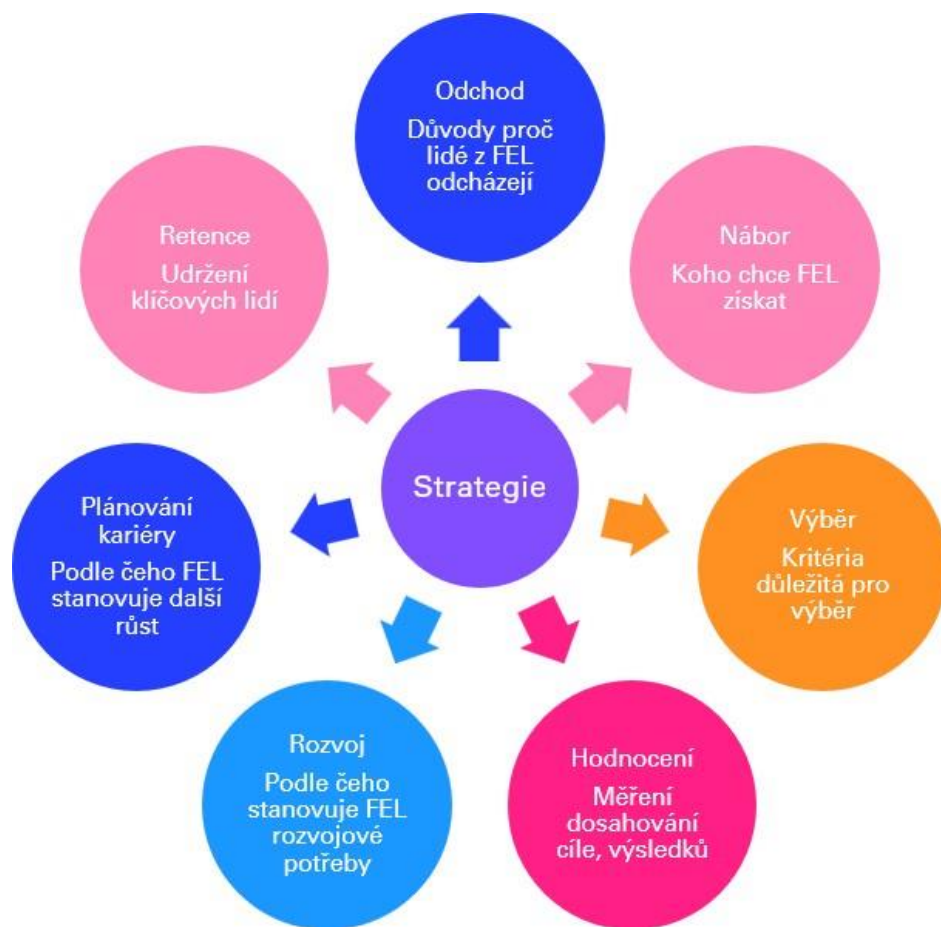 Odchod
Důvody proč
lidé z FEL
odcházejí
Nábor
Koho chce FEL
získat
Výběr
Kritéria
důležitá pro
výběr
Hodnocení
Měření
dosahování
cíle, výsledků
Rozvoj
Podle čeho
stanovuje FEL
rozvojové
potřeby
Plánování
kariéry
Podle čeho FEL
stanovuje další
růst
Retence
Udržení
klíčových lidí
Strategie